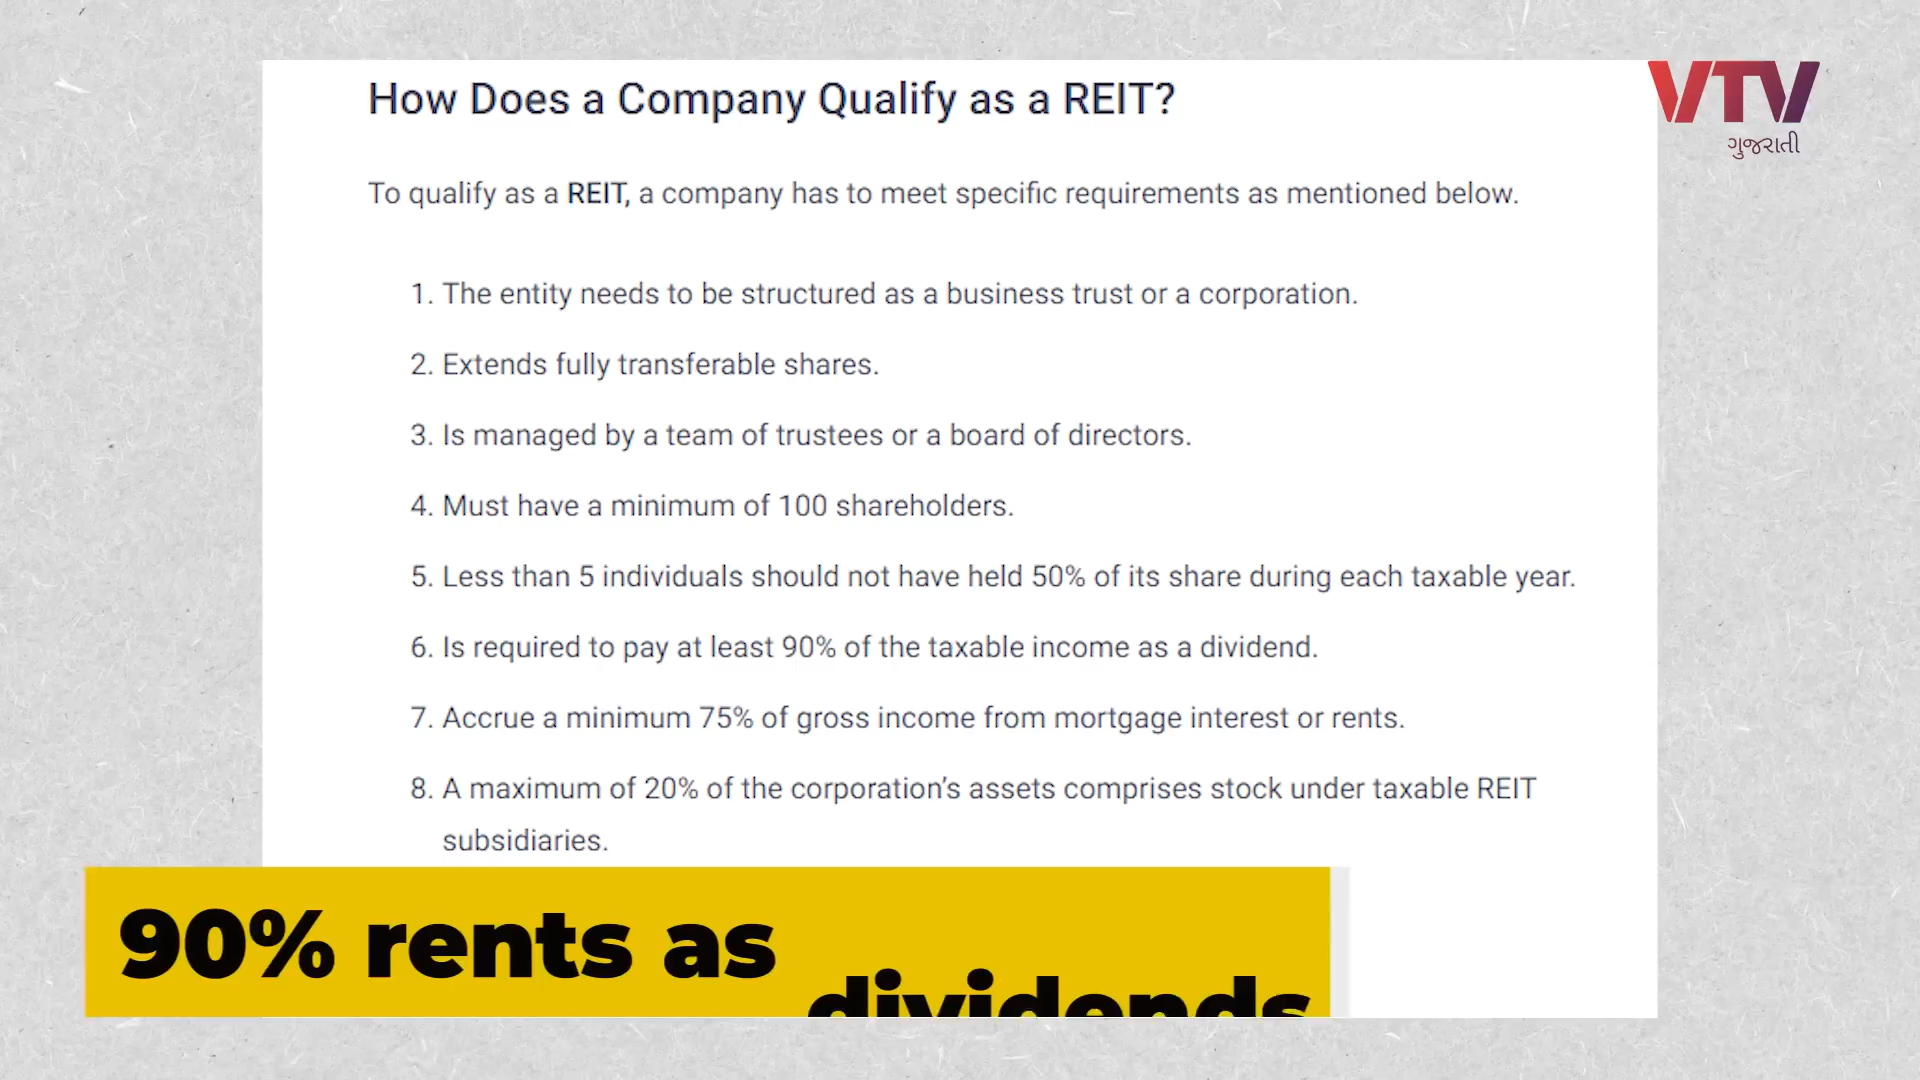 How Does a Company Qualify as a REIT?
VTV
ગુજરાતી
To qualify as a REIT, a company has to meet specific requirements as mentioned below.
1. The entity needs to be structured as a business trust or a corporation.
2. Extends fully transferable shares.
3. Is managed by a team of trustees or a board of directors.
4. Must have a minimum of 100 shareholders.
5. Less than 5 individuals should not have held 50% of its share during each taxable year.
6. Is required to pay at least 90% of the taxable income as a dividend.
7. Accrue a minimum 75% of gross income from mortgage interest or rents.
8. A maximum of 20% of the corporation's assets comprises stock under taxable REIT
subsidiaries.
90% rents as dividends